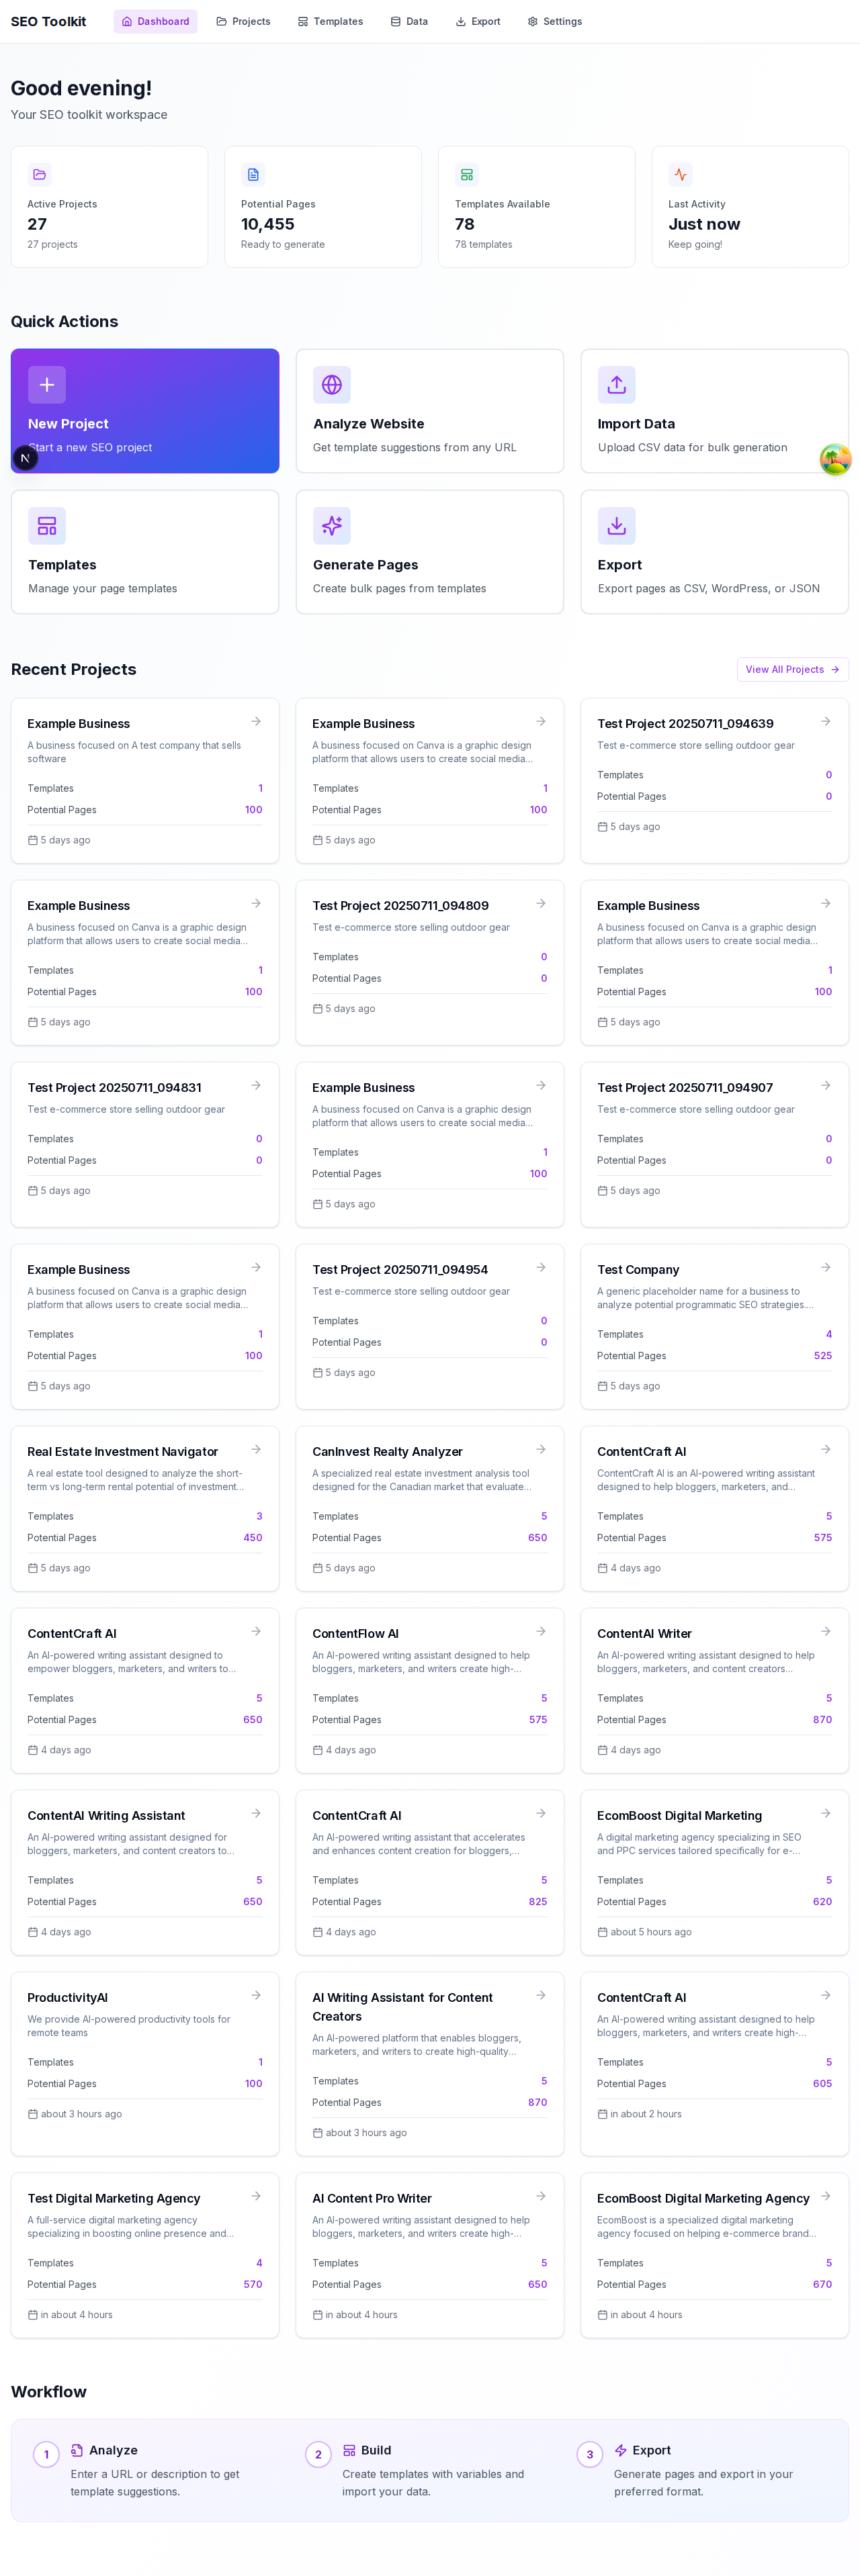 SEO Toolkit
Dashboard
Projects
Templates
Data
Export
Settings
Good evening!
Your SEO toolkit workspace
Active Projects
27
27 projects
Potential Pages
10,455
Ready to generate
Templates Available
78
78 templates
Last Activity
Just now
Keep going!
Quick Actions
New Project
Start a new SEO project
Analyze Website
Get template suggestions from any URL
Import Data
Upload CSV data for bulk generation
N
Templates
Manage your page templates
Generate Pages
Create bulk pages from templates
Export
Export pages as CSV, WordPress, or JSON
Recent Projects
View All Projects
Example Business
A business focused on A test company that sells
software
Templates 1
Potential Pages 100
5 days ago
Example Business
A business focused on Canva is a graphic design
platform that allows users to create social media...
Templates 1
Potential Pages 100
5 days ago
Test Project 20250711_094639
Test e-commerce store selling outdoor gear
Templates 0
Potential Pages 0
5 days ago
Example Business
A business focused on Canva is a graphic design
platform that allows users to create social media...
Templates 1
Potential Pages 100
5 days ago
Test Project 20250711_094809
Test e-commerce store selling outdoor gear
Templates 0
Potential Pages 0
5 days ago
Example Business
A business focused on Canva is a graphic design
platform that allows users to create social media...
Templates 1
Potential Pages 100
5 days ago
Test Project 20250711_094831
Test e-commerce store selling outdoor gear
Templates 0
Potential Pages 0
5 days ago
Example Business
A business focused on Canva is a graphic design
platform that allows users to create social media...
Templates 1
Potential Pages 100
5 days ago
Test Project 20250711_094907
Test e-commerce store selling outdoor gear
Templates 0
Potential Pages 0
5 days ago
Example Business
A business focused on Canva is a graphic design
platform that allows users to create social media...
Templates 1
Potential Pages 100
5 days ago
Test Project 20250711_094954
Test e-commerce store selling outdoor gear
Templates 0
Potential Pages 0
5 days ago
Test Company
A generic placeholder name for a business to
analyze potential programmatic SEO strategies....
Templates 4
Potential Pages 525
5 days ago
Real Estate Investment Navigator
A real estate tool designed to analyze the short-
term vs long-term rental potential of investment...
Templates 3
Potential Pages 450
5 days ago
CanInvest Realty Analyzer
A specialized real estate investment analysis tool
designed for the Canadian market that evaluate...
Templates 5
Potential Pages 650
5 days ago
ContentCraft AI
ContentCraft AI is an AI-powered writing assistant
designed to help bloggers, marketers, and...
Templates 5
Potential Pages 575
4 days ago
ContentCraft AI
An AI-powered writing assistant designed to
empower bloggers, marketers, and writers to...
Templates 5
Potential Pages 650
4 days ago
ContentFlow AI
An AI-powered writing assistant designed to help
bloggers, marketers, and writers create high-...
Templates 5
Potential Pages 575
4 days ago
ContentAI Writer
An AI-powered writing assistant designed to help
bloggers, marketers, and content creators...
Templates 5
Potential Pages 870
4 days ago
ContentAI Writing Assistant
An AI-powered writing assistant designed for
bloggers, marketers, and content creators to...
Templates 5
Potential Pages 650
4 days ago
ContentCraft AI
An AI-powered writing assistant that accelerates
and enhances content creation for bloggers,...
Templates 5
Potential Pages 825
4 days ago
EcomBoost Digital Marketing
A digital marketing agency specializing in SEO
and PPC services tailored specifically for e-...
Templates 5
Potential Pages 620
about 5 hours ago
ProductivityAI
We provide AI-powered productivity tools for
remote teams
Templates 1
Potential Pages 100
about 3 hours ago
AI Writing Assistant for Content
Creators
An AI-powered platform that enables bloggers,
marketers, and writers to create high-quality...
Templates 5
Potential Pages 870
about 3 hours ago
ContentCraft AI
An AI-powered writing assistant designed to help
bloggers, marketers, and writers create high-...
Templates 5
Potential Pages 605
in about 2 hours
Test Digital Marketing Agency
A full-service digital marketing agency
specializing in boosting online presence and...
Templates 4
Potential Pages 570
in about 4 hours
AI Content Pro Writer
An AI-powered writing assistant designed to help
bloggers, marketers, and writers create high-...
Templates 5
Potential Pages 650
in about 4 hours
EcomBoost Digital Marketing Agency
EcomBoost is a specialized digital marketing
agency focused on helping e-commerce brand...
Templates 5
Potential Pages 670
in about 4 hours
Workflow
1
Analyze
Enter a URL or description to get
template suggestions.
2
Build
Create templates with variables and
import your data.
3
Export
Generate pages and export in your
preferred format.